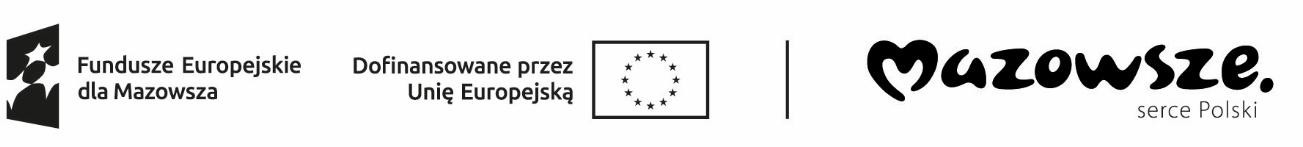 Fundusze Europejskie
dla Mazowsza
Dofinansowane przez
Unię Europejską
Mazowsze.
serce Polski